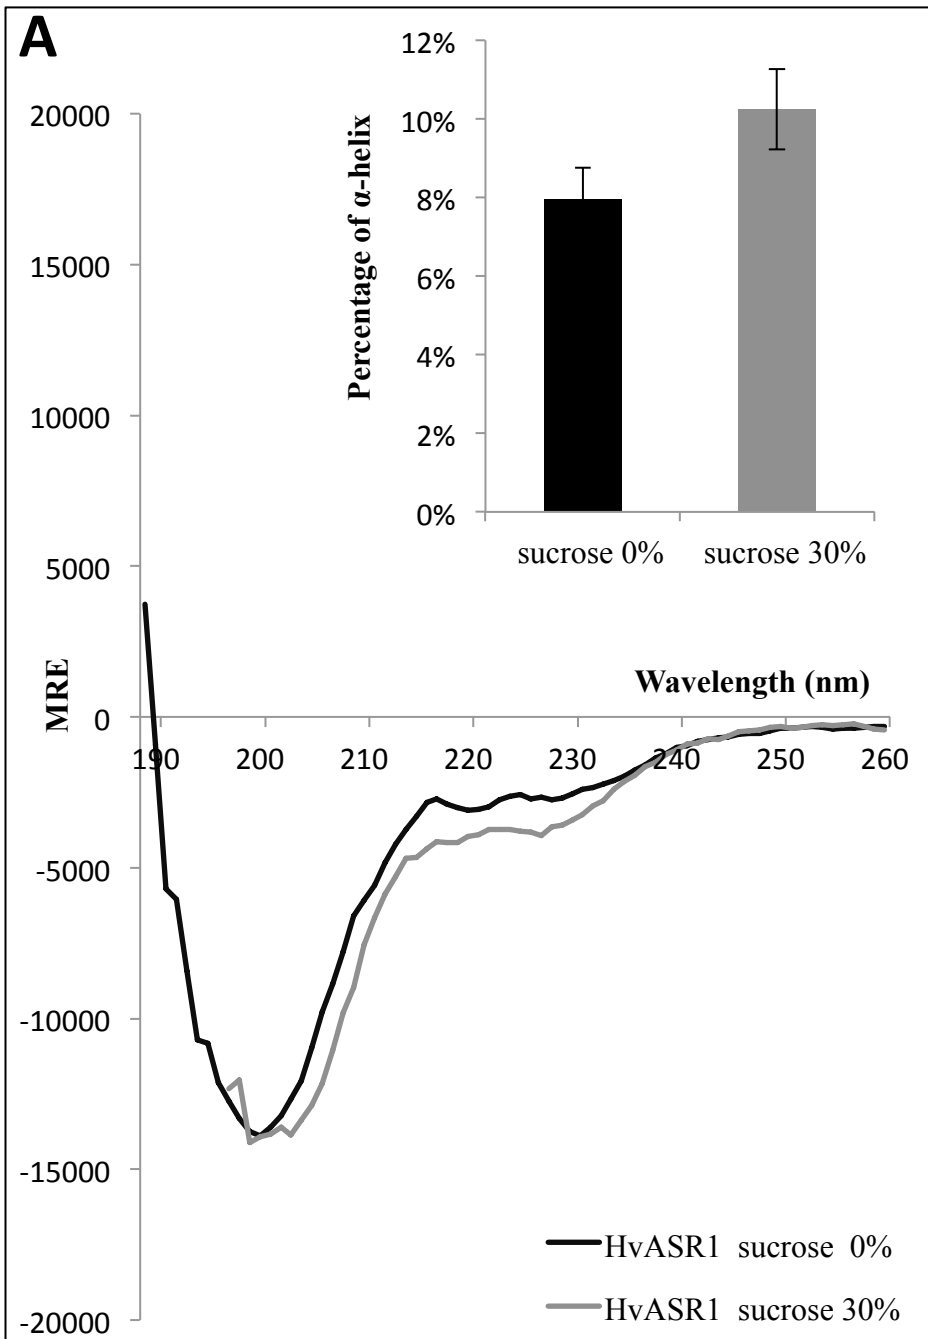 A
12%
10%
8%
6%
4%
2%
0%
Percentage of α-helix
sucrose 0% sucrose 30%
20000
15000
10000
5000
0
-5000
-10000
-15000
-20000
MRE
Wavelength (nm)
190 200 210 220 230 240 250 260
HvASR1 sucrose 0%
HvASR1 sucrose 30%